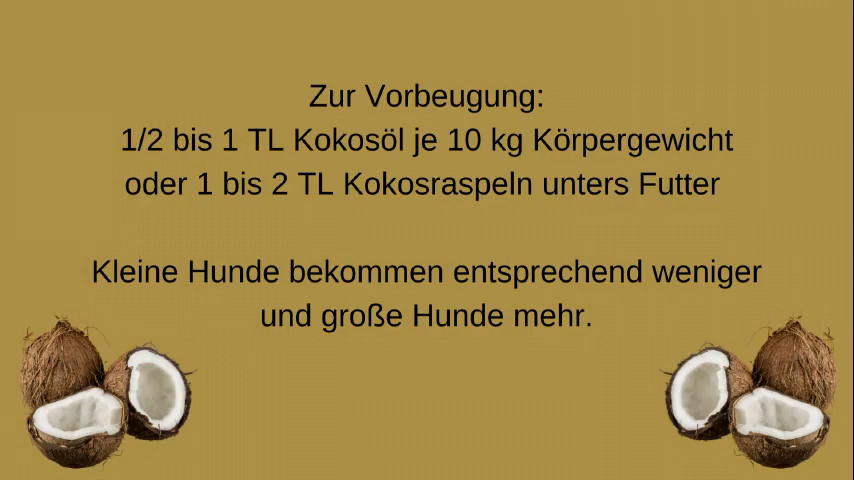 Zur Vorbeugung:
1/2 bis 1 TL Kokosöl je 10 kg Körpergewicht
oder 1 bis 2 TL Kokosraspeln unters Futter
Kleine Hunde bekommen entsprechend weniger
und große Hunde mehr.